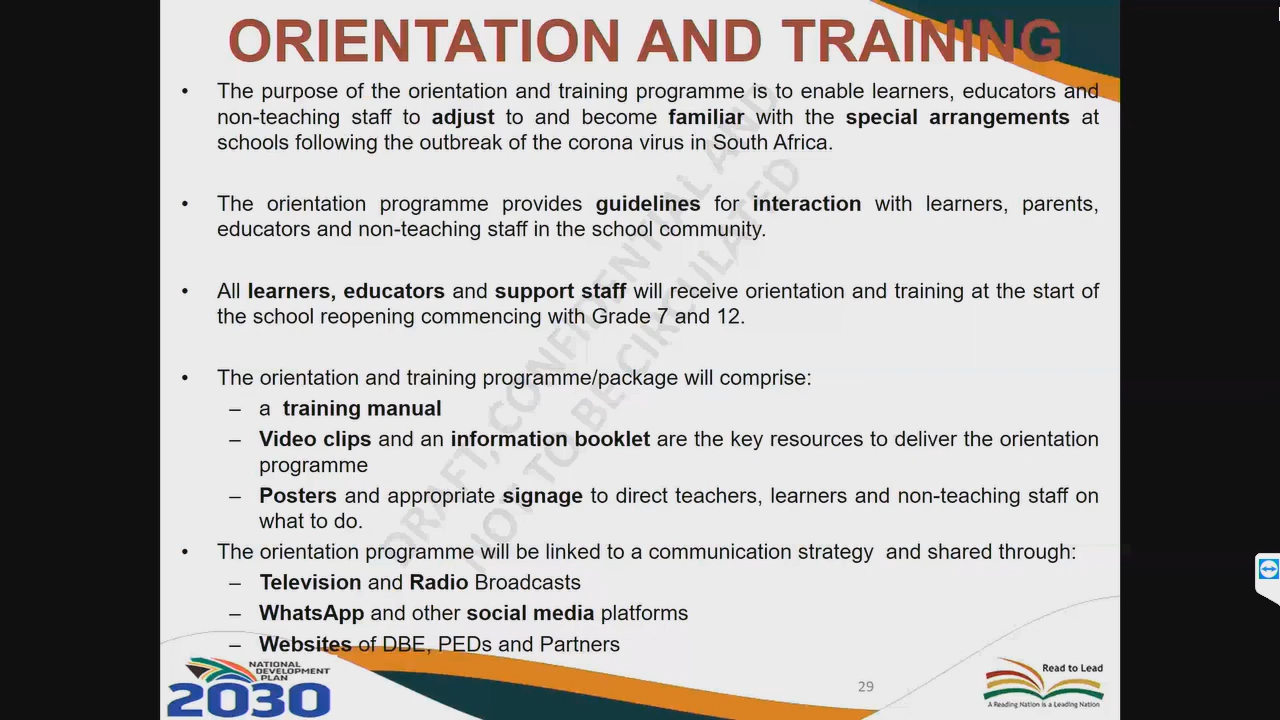 ORIENTATION AND TRAINING
• The purpose of the orientation and training programme is to enable learners, educators and
non-teaching staff to adjust to and become familiar with the special arrangements at
schools following the outbreak of the corona virus in South Africa.
• The orientation programme provides guidelines for interaction with learners, parents,
educators and non-teaching staff in the school community.
• All learners, educators and support staff will receive orientation and training at the start of
the school reopening commencing with Grade 7 and 12.
• The orientation and training programme/package will comprise:
– a training manual
– Video clips and an information booklet are the key resources to deliver the orientation
programme
– Posters and appropriate signage to direct teachers, learners and non-teaching staff on
what to do.
• The orientation programme will be linked to a communication strategy and shared through:
– Television and Radio Broadcasts
– WhatsApp and other social media platforms
– Websites of DBE, PEDs and Partners
DRAFT, CONFIDENTIAL AND
NOT TO BE CIRCULATED
NATIONAL
DEVELOPMENT
PLAN
2030
29
Read to Lead
A Reading Nation is a Leading Nation